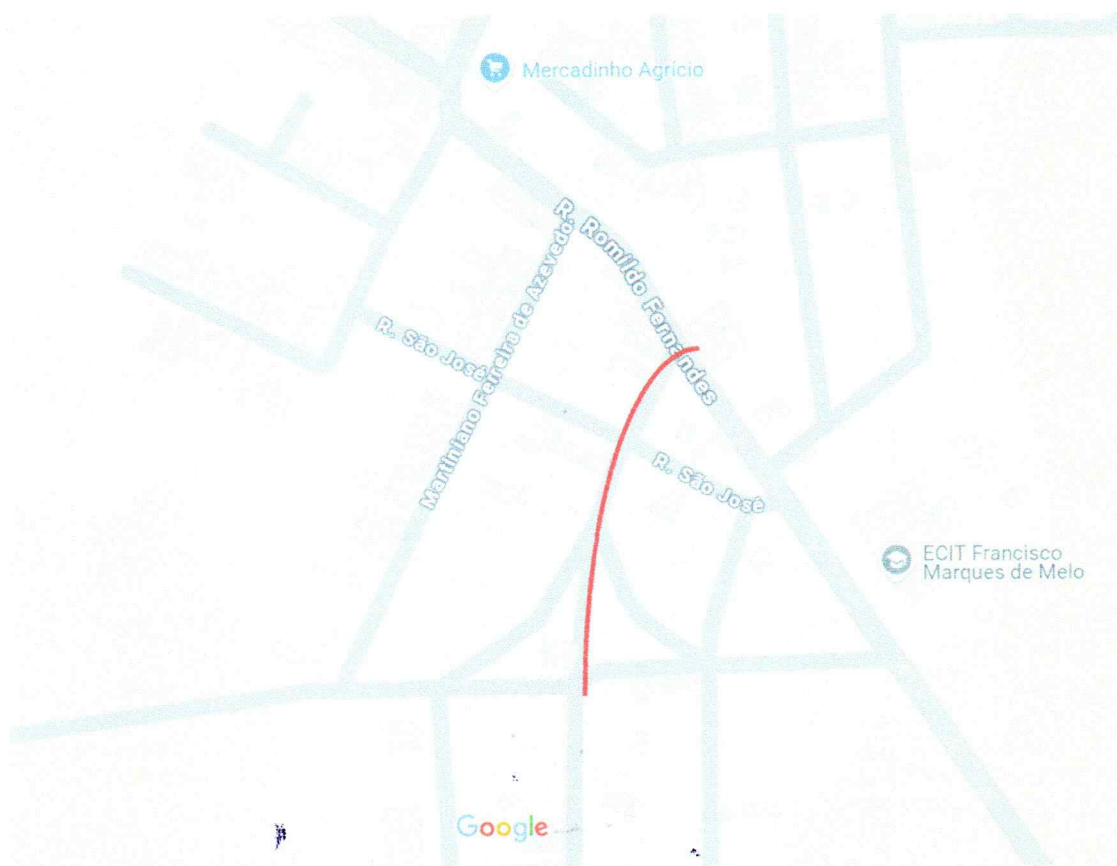 Mercadinho Agrício
R. Romildo Fernandes
Martiniano Ferreira de Azevedo
R. São José
R. São José
ECIT Francisco
Marques de Melo
Google